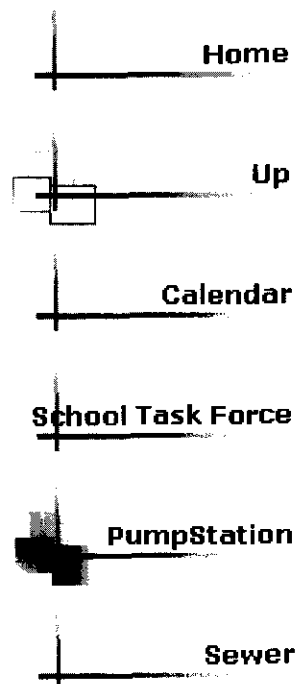 Home
Up
Calendar
School Task Force
PumpStation
Sewer